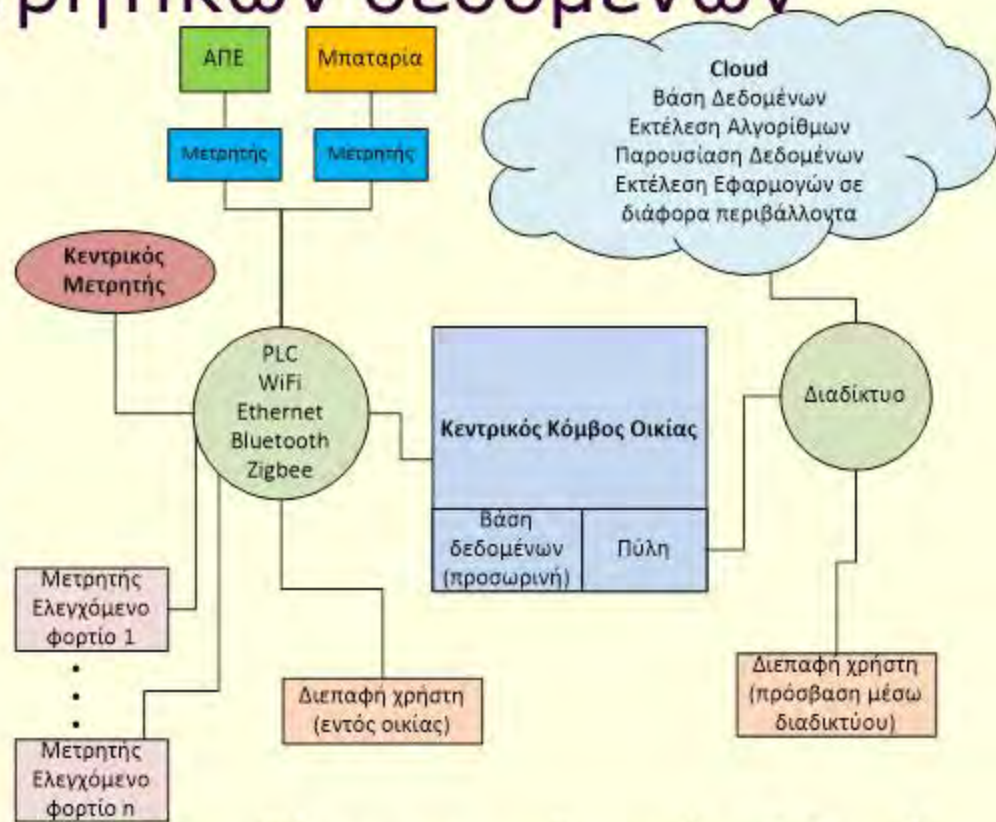 ρητικών δεδομένων
ΑΠΕ
Μπαταρία
Μετρητής
Μετρητής
Cloud
Βάση Δεδομένων
Εκτέλεση Αλγορίθμων
Παρουσίαση Δεδομένων
Εκτέλεση Εφαρμογών σε
διάφορα περιβάλλοντα
Κεντρικός
Μετρητής
PLC
WiFi
Ethernet
Bluetooth
Zigbee
Κεντρικός Κόμβος Οικίας
Βάση
δεδομένων
(προσωρινή)
Πύλη
Διαδίκτυο
Μετρητής
Ελεγχόμενο
φορτίο 1
Μετρητής
Ελεγχόμενο
φορτίο n
Διεπαφή χρήστη
(εντός οικίας)
Διεπαφή χρήστη
(πρόσβαση μέσω
διαδικτύου)